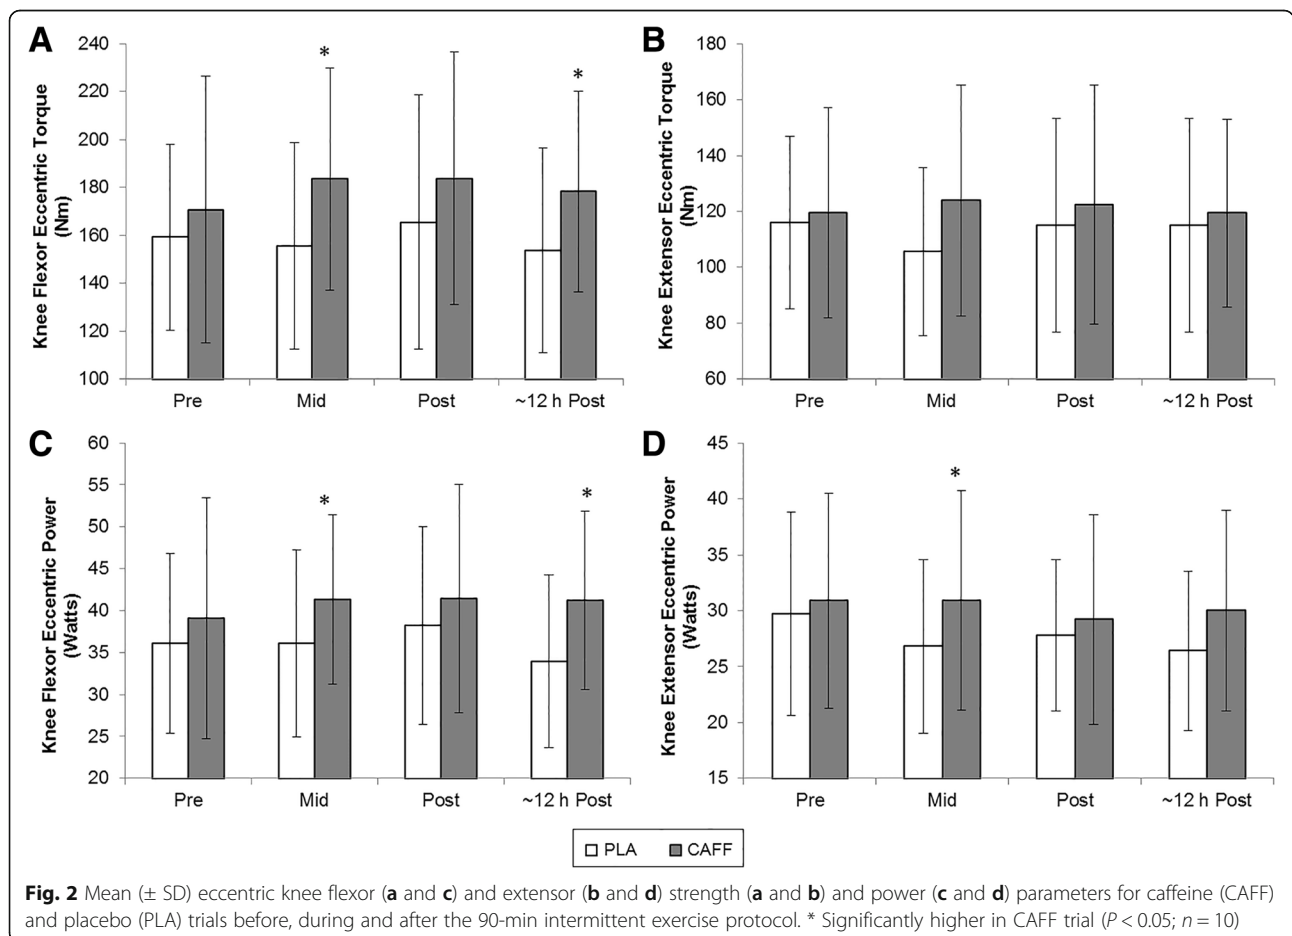 A
240
220
200
180
160
140
120
100
Knee Flexor Eccentric Torque
(Nm)
*
*
Pre
Mid
Post
~12 h Post
B
180
160
140
120
100
80
60
Knee Extensor Eccentric Torque
(Nm)
Pre
Mid
Post
~12 h Post
C
60
55
50
45
40
35
30
25
20
Knee Flexor Eccentric Power
(Watts)
*
*
Pre
Mid
Post
~12 h Post
D
45
40
35
30
25
20
15
Knee Extensor Eccentric Power
(Watts)
*
Pre
Mid
Post
~12 h Post
PLA
CAFF
Fig. 2 Mean (± SD) eccentric knee flexor (a and c) and extensor (b and d) strength (a and b) and power (c and d) parameters for caffeine (CAFF)
and placebo (PLA) trials before, during and after the 90-min intermittent exercise protocol. * Significantly higher in CAFF trial (P < 0.05; n = 10)